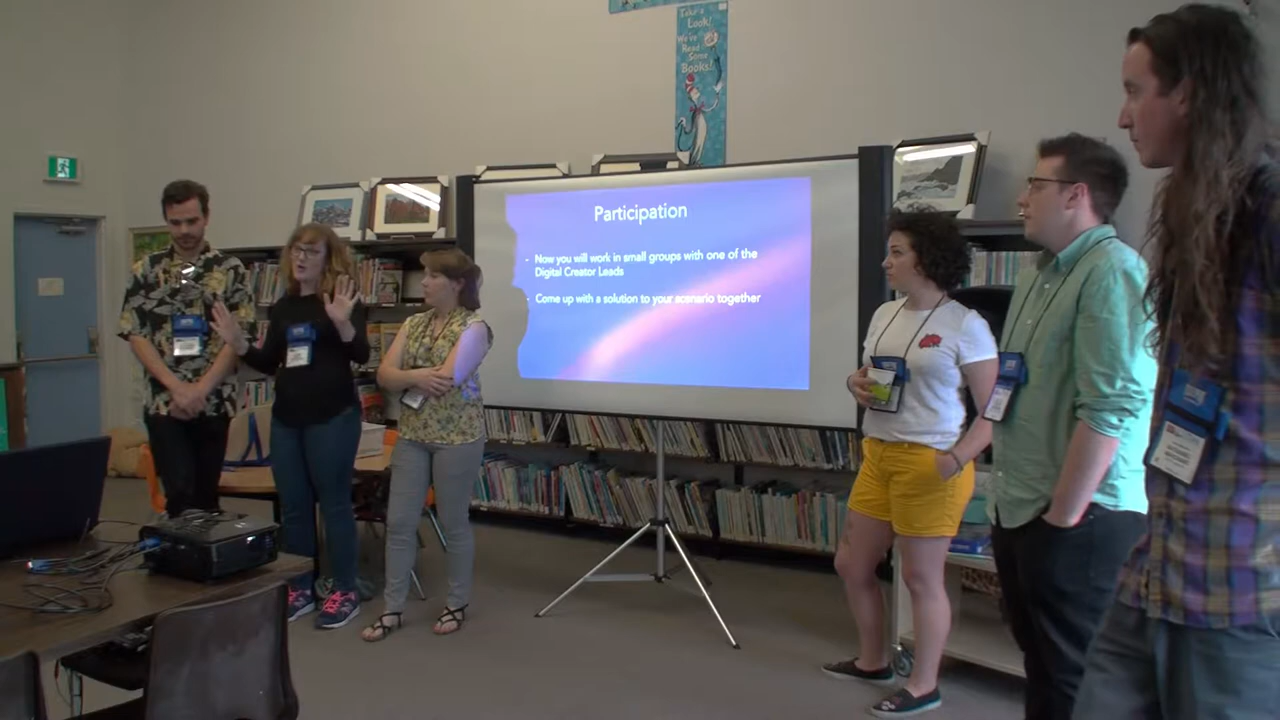 Take a
Look!
We've
Read
Some
Books!
Participation
- Now you will work in small groups with one of the
Digital Creator Leads
- Come up with a solution to your scenario together